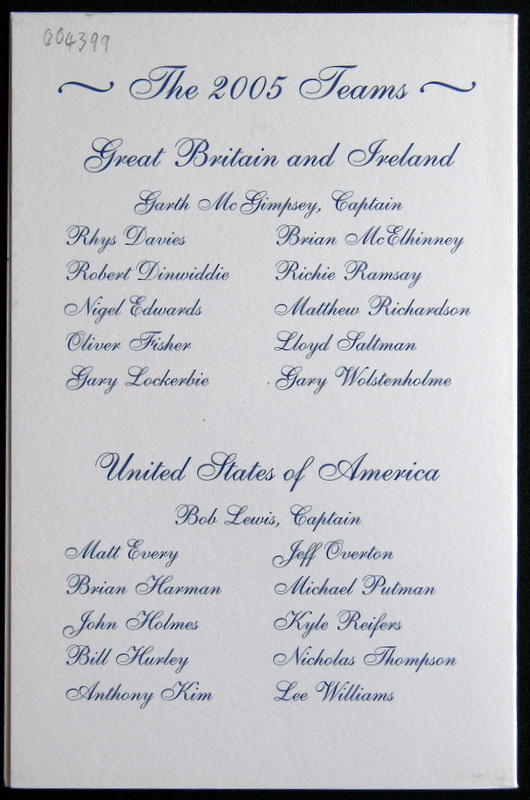 004399
The 2005 Teams
Great Britain and Ireland
Garth McGimpsey, Captain
Rhys Davies Brian McElhinney
Robert Dinwiddie Richie Ramsay
Nigel Edwards Matthew Richardson
Oliver Fisher Lloyd Saltman
Gary Lockerbie Gary Wolstenholme
United States of America
Bob Lewis, Captain
Matt Every Jeff Overton
Brian Harman Michael Putman
John Holmes Kyle Reifers
Bill Hurley Nicholas Thompson
Anthony Kim Lee Williams